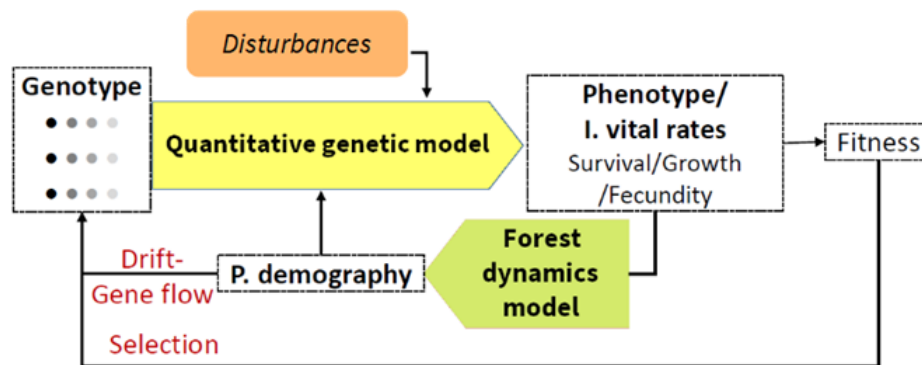 Disturbances
Genotype
Quantitative genetic model
Phenotype/
I. vital rates
Survival/Growth
/Fecundity
Fitness
Forest
dynamics
model
P. demography
Drift-
Gene flow
Selection